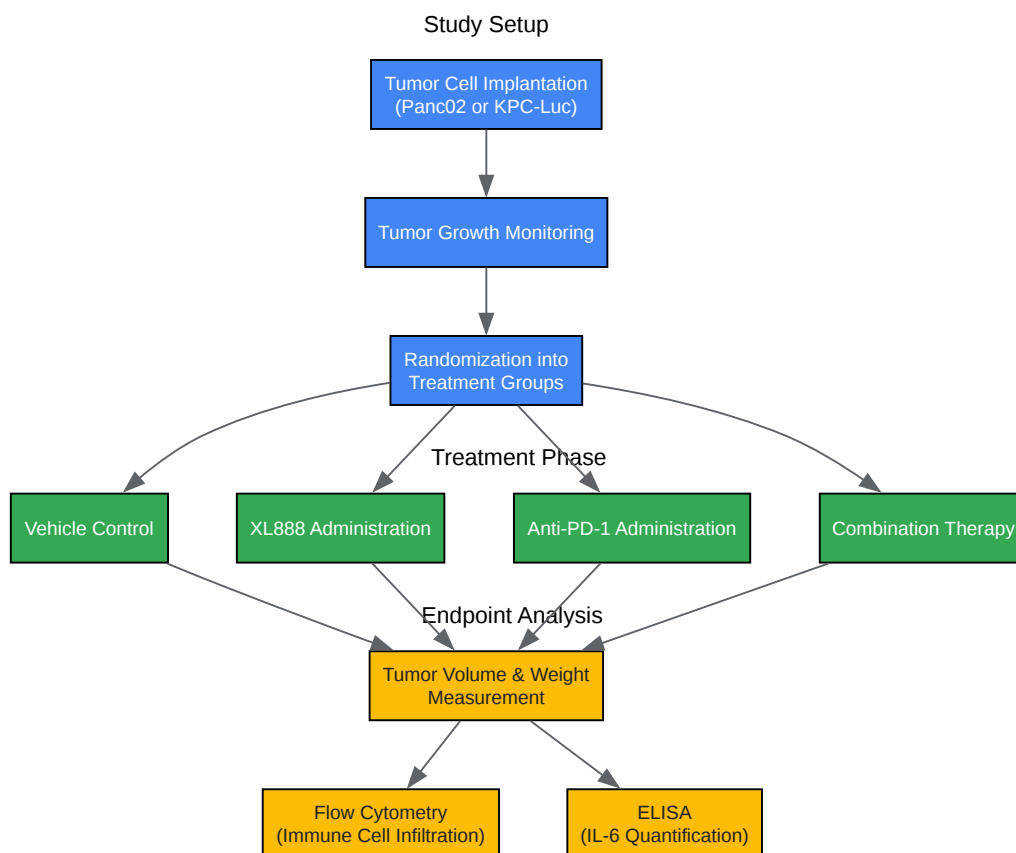 Study Setup
Tumor Cell Implantation
(Panc02 or KPC-Luc)
Tumor Growth Monitoring
Randomization into
Treatment Groups
Treatment Phase
Vehicle Control
XL888 Administration
Anti-PD-1 Administration
Combination Therapy
Endpoint Analysis
Tumor Volume & Weight
Measurement
Flow Cytometry
(Immune Cell Infiltration)
ELISA
(IL-6 Quantification)